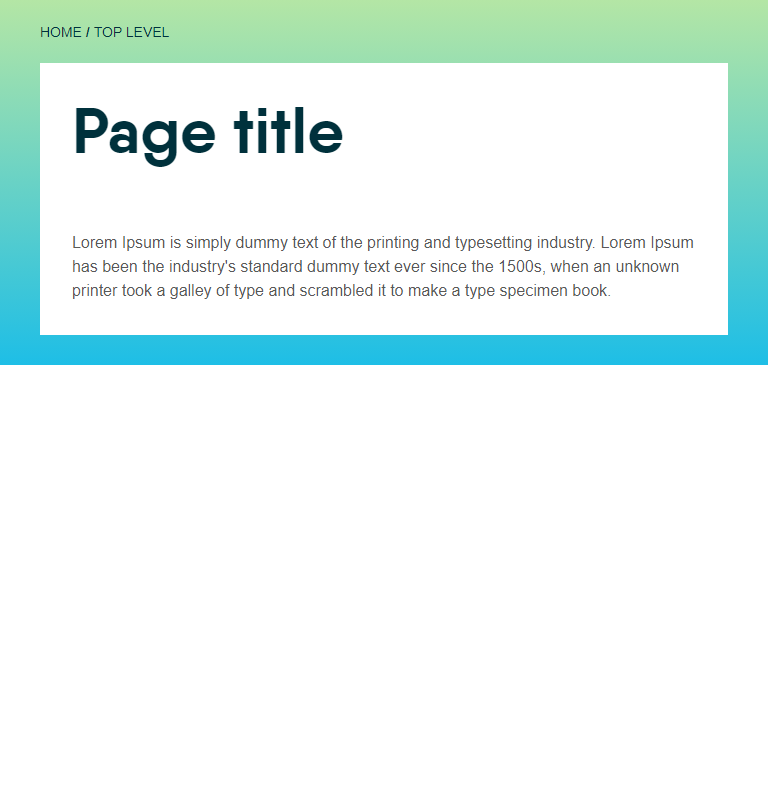 HOME / TOP LEVEL
Page title
Lorem Ipsum is simply dummy text of the printing and typesetting industry. Lorem Ipsum
has been the industry's standard dummy text ever since the 1500s, when an unknown
printer took a galley of type and scrambled it to make a type specimen book.